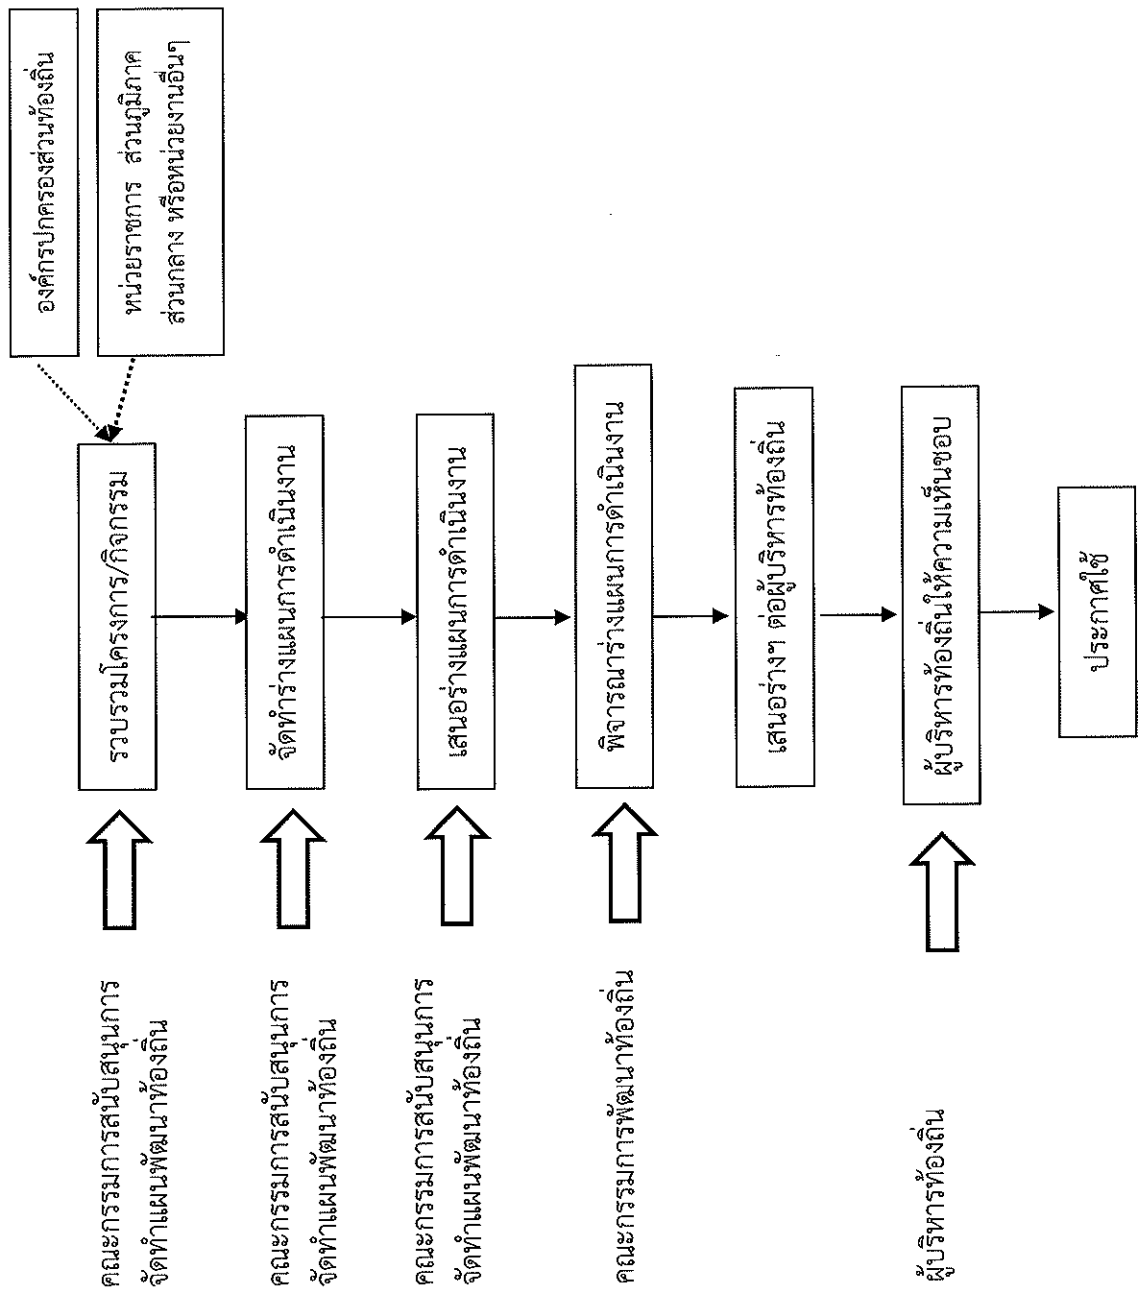 องค์กรปกครองส่วนท้องถิ่น
หน่วยราชการ ส่วนภูมิภาค
ส่วนกลาง หรือหน่วยงานอื่นๆ
คณะกรรมการสนับสนุนการ
จัดทำแผนพัฒนาท้องถิ่น
รวบรวมโครงการ/กิจกรรม
คณะกรรมการสนับสนุนการ
จัดทำแผนพัฒนาท้องถิ่น
จัดทำร่างแผนการดำเนินงาน
คณะกรรมการสนับสนุนการ
จัดทำแผนพัฒนาท้องถิ่น
เสนอร่างแผนการดำเนินงาน
คณะกรรมการพัฒนาท้องถิ่น
พิจารณาร่างแผนการดำเนินงาน
เสนอร่างฯ ต่อผู้บริหารท้องถิ่น
ผู้บริหารท้องถิ่น
ผู้บริหารท้องถิ่นให้ความเห็นชอบ
ประกาศใช้